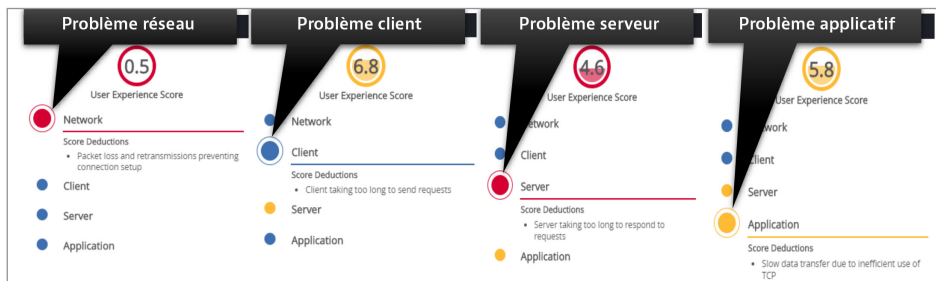 Problème réseau
0.5
User Experience Score
Network
Score Deductions
• Packet loss and retransmissions preventing
connection setup
Client
Server
Application
Problème client
6.8
User Experience Score
Network
Client
Score Deductions
• Client taking too long to send requests
Server
Application
Problème serveur
4.6
User Experience Score
etwork
Client
Server
Score Deductions
• Server taking too long to respond to
requests
Application
Problème applicatif
5.8
User Experience Score
work
lient
Server
Application
Score Deductions
• Slow data transfer due to inefficient use of
TCP